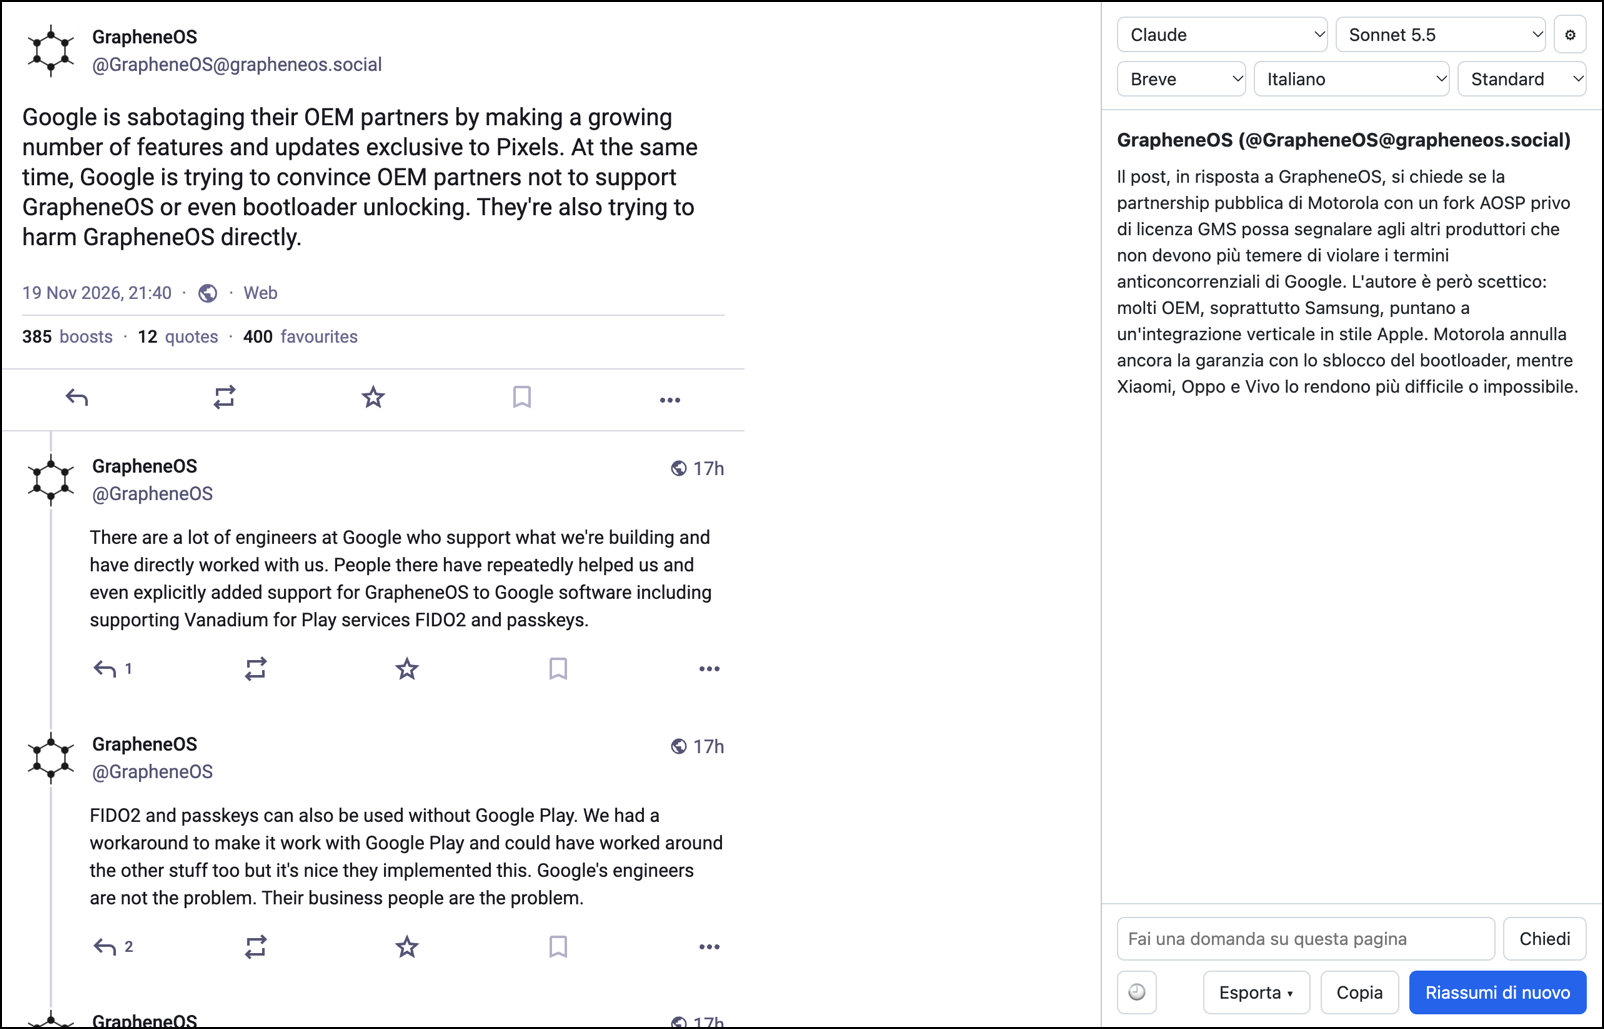 GrapheneOS
@GrapheneOS@grapheneos.social
Google is sabotaging their OEM partners by making a growing
number of features and updates exclusive to Pixels. At the same
time, Google is trying to convince OEM partners not to support
GrapheneOS or even bootloader unlocking. They're also trying to
harm GrapheneOS directly.
19 Nov 2026, 21:40 · Web
385 boosts · 12 quotes · 400 favourites
GrapheneOS
17h
@GrapheneOS
There are a lot of engineers at Google who support what we're building and
have directly worked with us. People there have repeatedly helped us and
even explicitly added support for GrapheneOS to Google software including
supporting Vanadium for Play services FIDO2 and passkeys.
1
GrapheneOS
17h
@GrapheneOS
FIDO2 and passkeys can also be used without Google Play. We had a
workaround to make it work with Google Play and could have worked around
the other stuff too but it's nice they implemented this. Google's engineers
are not the problem. Their business people are the problem.
2
GrapheneOS
17h
Claude
Sonnet 5.5
Breve
Italiano
Standard
GrapheneOS (@GrapheneOS@grapheneos.social)
Il post, in risposta a GrapheneOS, si chiede se la
partnership pubblica di Motorola con un fork AOSP privo
di licenza GMS possa segnalare agli altri produttori che
non devono più temere di violare i termini
anticoncorrenziali di Google. L'autore è però scettico:
molti OEM, soprattutto Samsung, puntano a
un'integrazione verticale in stile Apple. Motorola annulla
ancora la garanzia con lo sblocco del bootloader, mentre
Xiaomi, Oppo e Vivo lo rendono più difficile o impossibile.
Fai una domanda su questa pagina
Chiedi
Esporta
Copia
Riassumi di nuovo